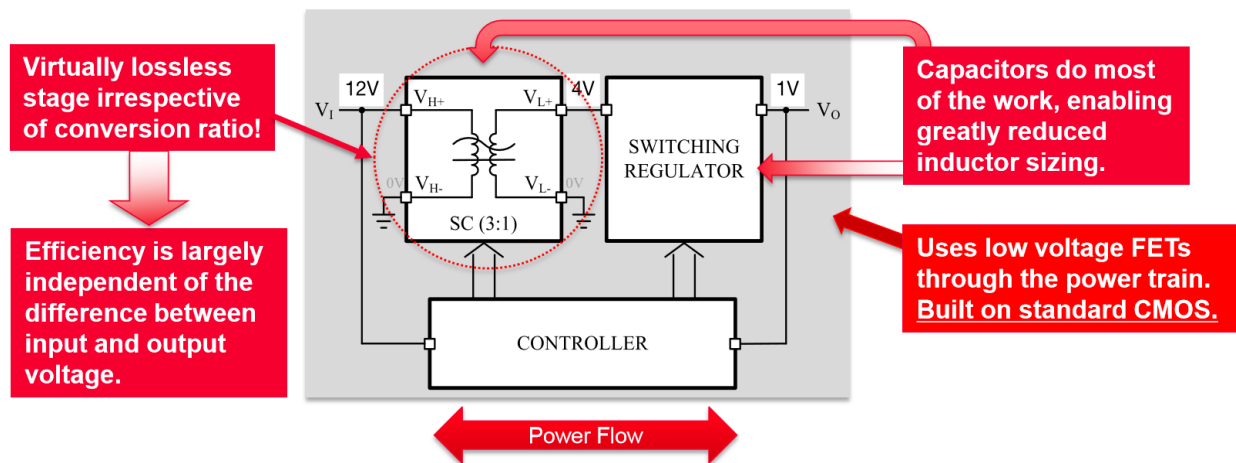 Virtually lossless
stage irrespective
of conversion ratio!
Efficiency is largely
independent of the
difference between
input and output
voltage.
12V
4V
1V
VI
VH+
VL+
VO
0V
VH-
VL-
0V
SC (3:1)
SWITCHING
REGULATOR
CONTROLLER
Power Flow
Capacitors do most
of the work, enabling
greatly reduced
inductor sizing.
Uses low voltage FETs
through the power train.
Built on standard CMOS.